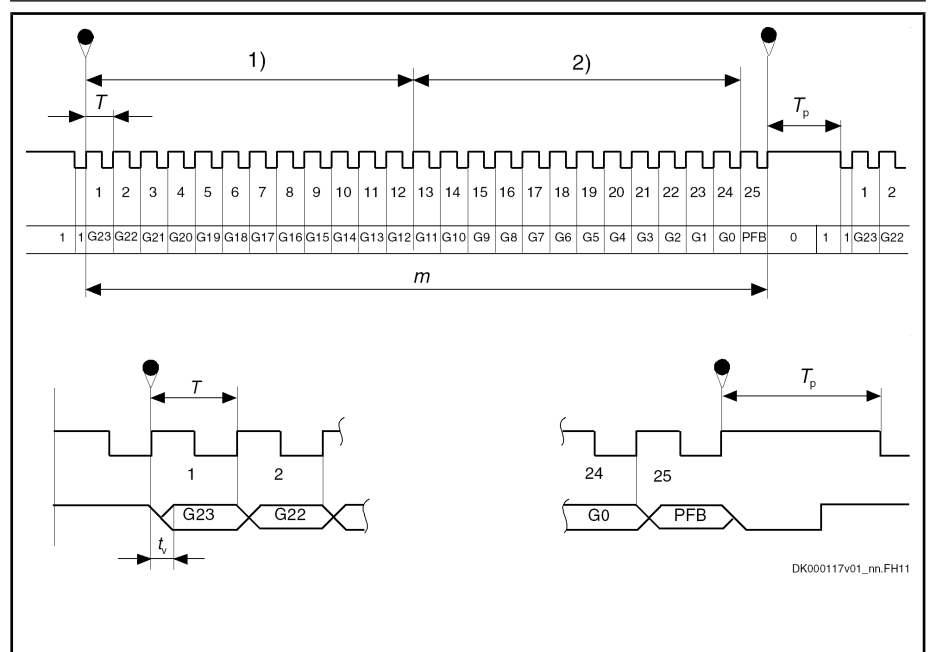 1) 2)
T
Tp
1 2 3 4 5 6 7 8 9 10 11 12 13 14 15 16 17 18 19 20 21 22 23 24 25 1 2
1 1 G23 G22 G21 G20 G19 G18 G17 G16 G15 G14 G13 G12 G11 G10 G9 G8 G7 G6 G5 G4 G3 G2 G1 G0 PFB 0 1 1 G23 G22
m
T Tp
1 2 24 25
G23 G22 G0 PFB
tv
DK000117v01_nn.FH11